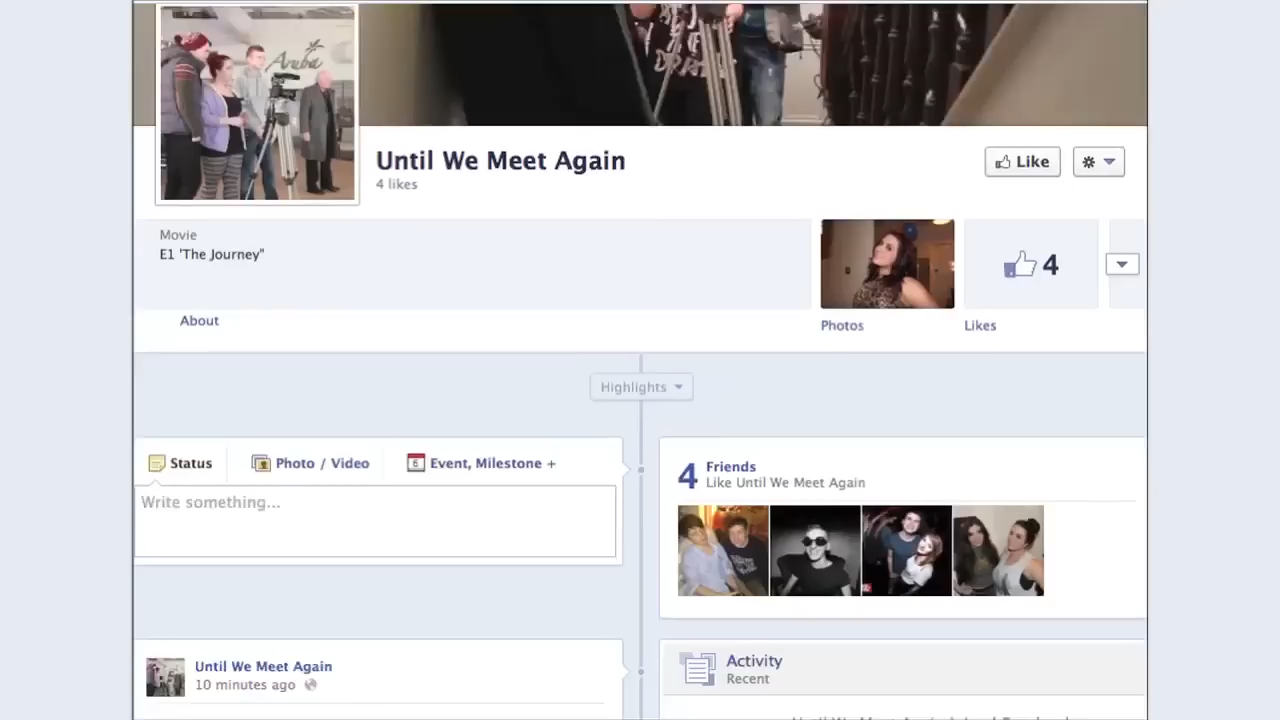 Aruba
Until We Meet Again
4 likes
Like
Movie
E1 'The Journey"
4
About
Photos
Likes
Highlights
Status
Photo / Video
6
Event, Milestone +
Write something...
4
Friends
Like Until We Meet Again
Until We Meet Again
10 minutes ago
Activity
Recent